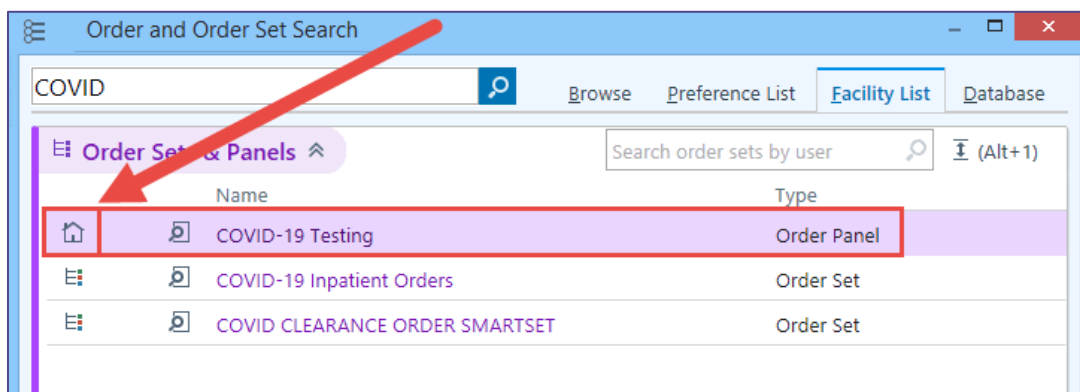 Order and Order Set Search
COVID
Browse Preference List Facility List Database
Order Sets & Panels
Search order sets by user
(Alt+1)
Name Type
COVID-19 Testing Order Panel
COVID-19 Inpatient Orders Order Set
COVID CLEARANCE ORDER SMARTSET Order Set